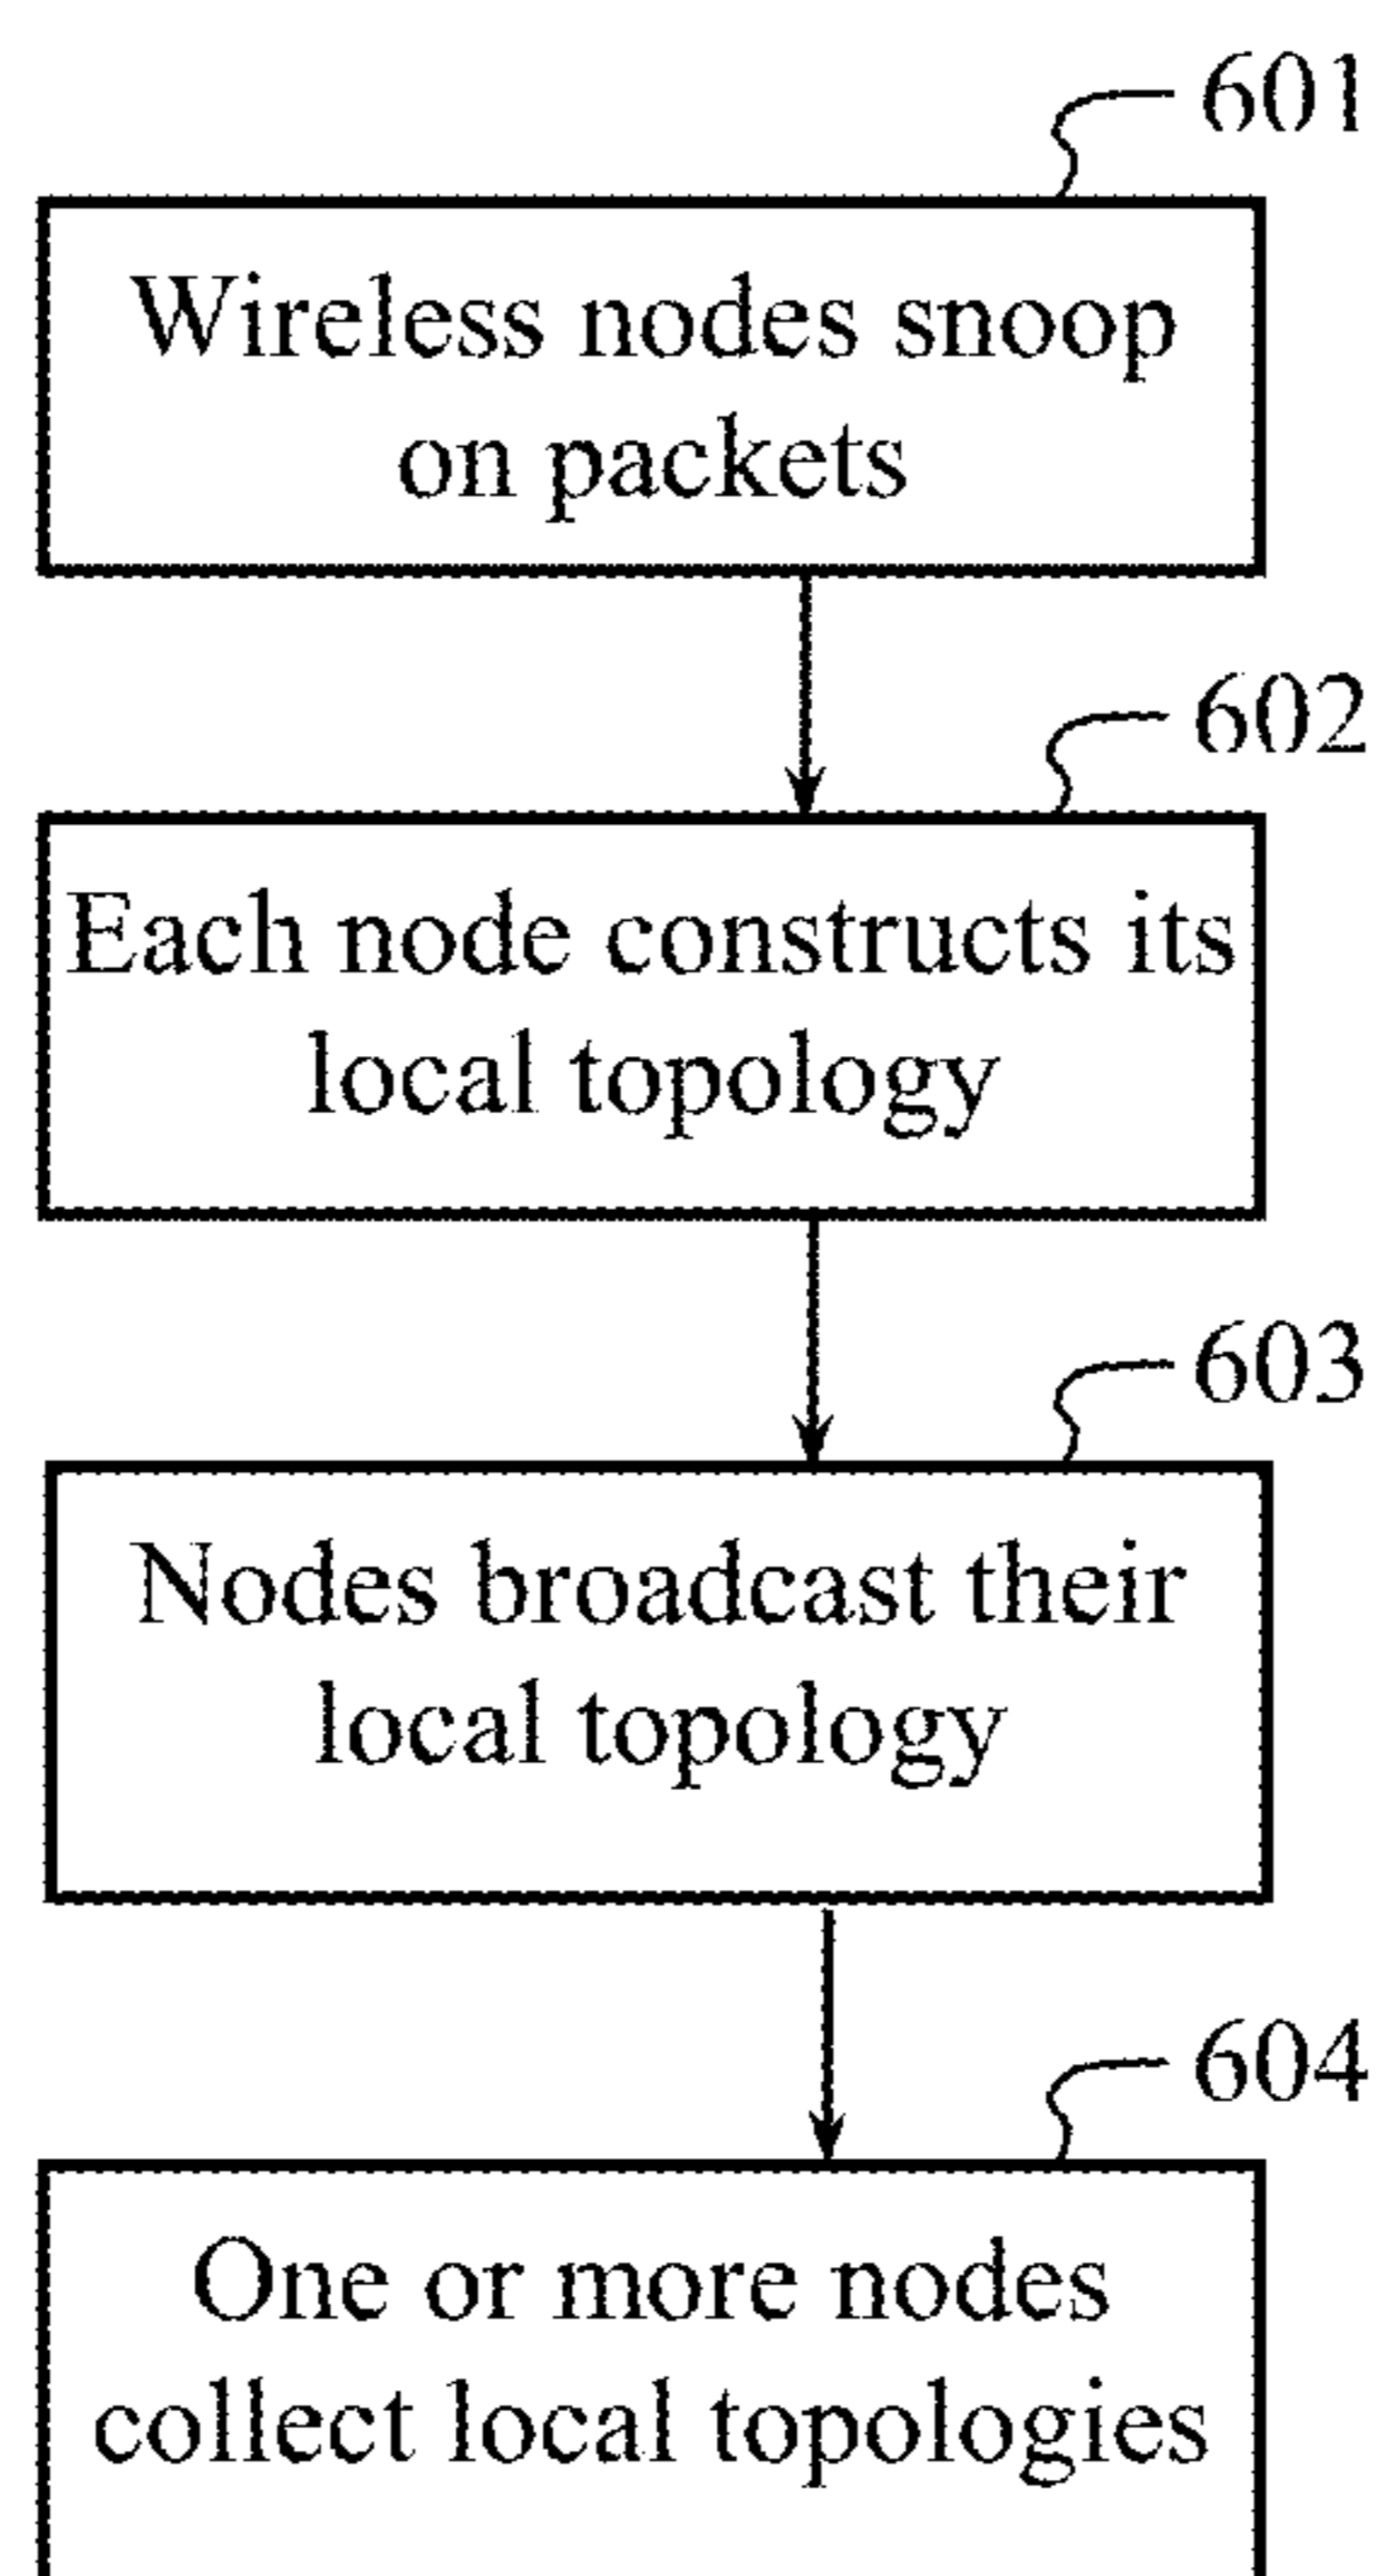 601
Wireless nodes snoop
on packets
602
Each node constructs its
local topology
603
Nodes broadcast their
local topology
604
One or more nodes
collect local topologies